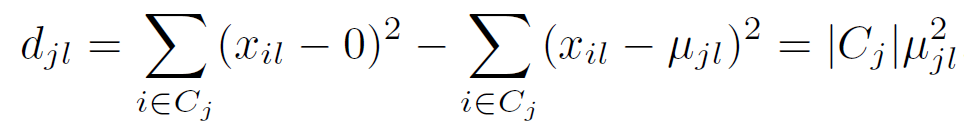 $d_{jl} = \sum_{i \in C_j} (x_{il} - 0)^2 - \sum_{i \in C_j} (x_{il} - \mu_{jl})^2 = |C_j| \mu_{jl}^2$